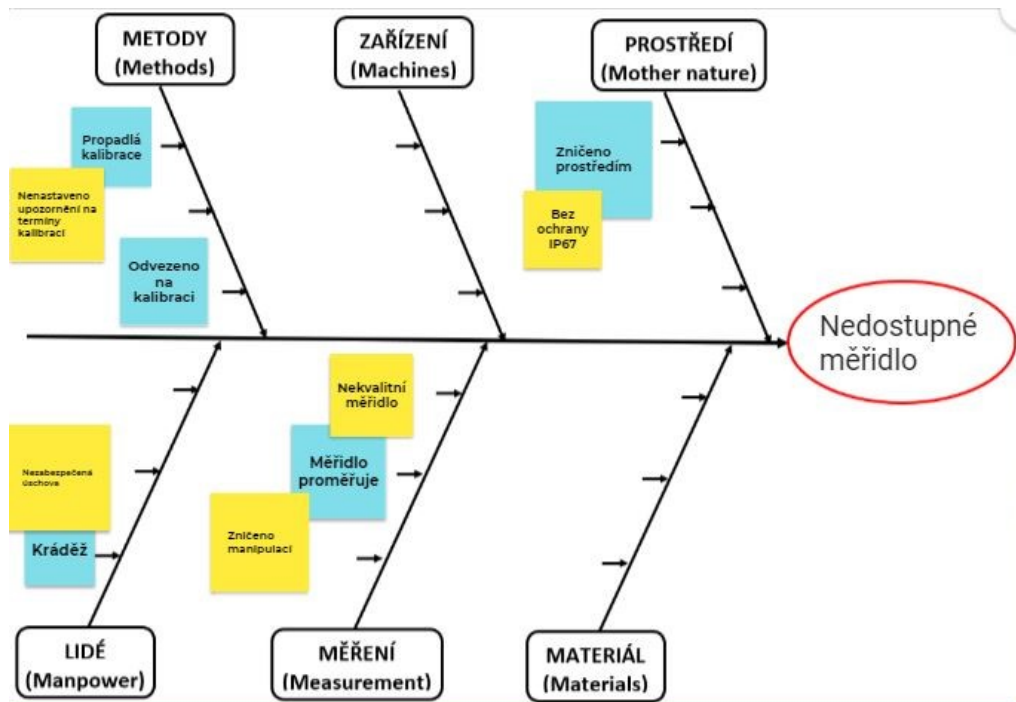 METODY
(Methods)
ZAŘÍZENÍ
(Machines)
PROSTŘEDÍ
(Mother nature)
Propadlá
kalibrace
Nenastaveno
upozornění na
termíny
kalibrací
Odvezeno
na
kalibraci
Zničeno
prostředím
Bez
ochrany
IP67
Nedostupné
měřidlo
Nezabezpečená
úschova
Kráděž
Nekvalitní
měřidlo
Měřidlo
proměřuje
Zničeno
manipulací
LIDÉ
(Manpower)
MĚŘENÍ
(Measurement)
MATERIÁL
(Materials)